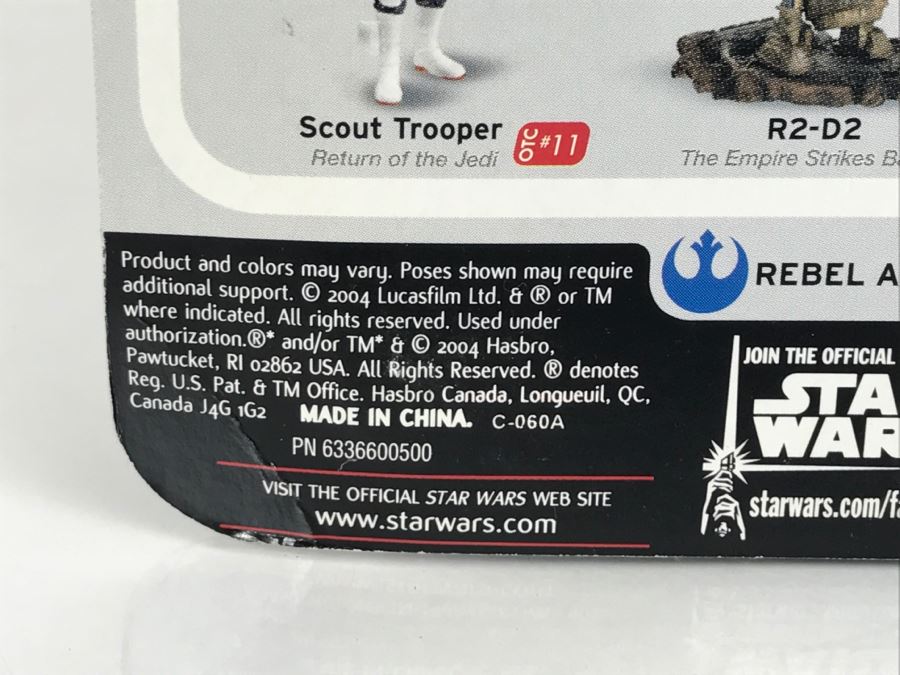 Scout Trooper
Return of the Jedi
OTC #11
R2-D2
The Empire Strikes
REBEL
Product and colors may vary. Poses shown may require
additional support. © 2004 Lucasfilm Ltd. & ® or TM
where indicated. All rights reserved. Used under
authorization.®* and/or TM* & © 2004 Hasbro,
Pawtucket, RI 02862 USA. All Rights Reserved. ® denotes
Reg. U.S. Pat. & TM Office. Hasbro Canada, Longueuil, QC,
Canada J4G 1G2 MADE IN CHINA. C-060A
PN 6336600500
VISIT THE OFFICIAL STAR WARS WEB SITE
www.starwars.com
JOIN THE OFFICIAL
STA
WAR
starwars.com/fa